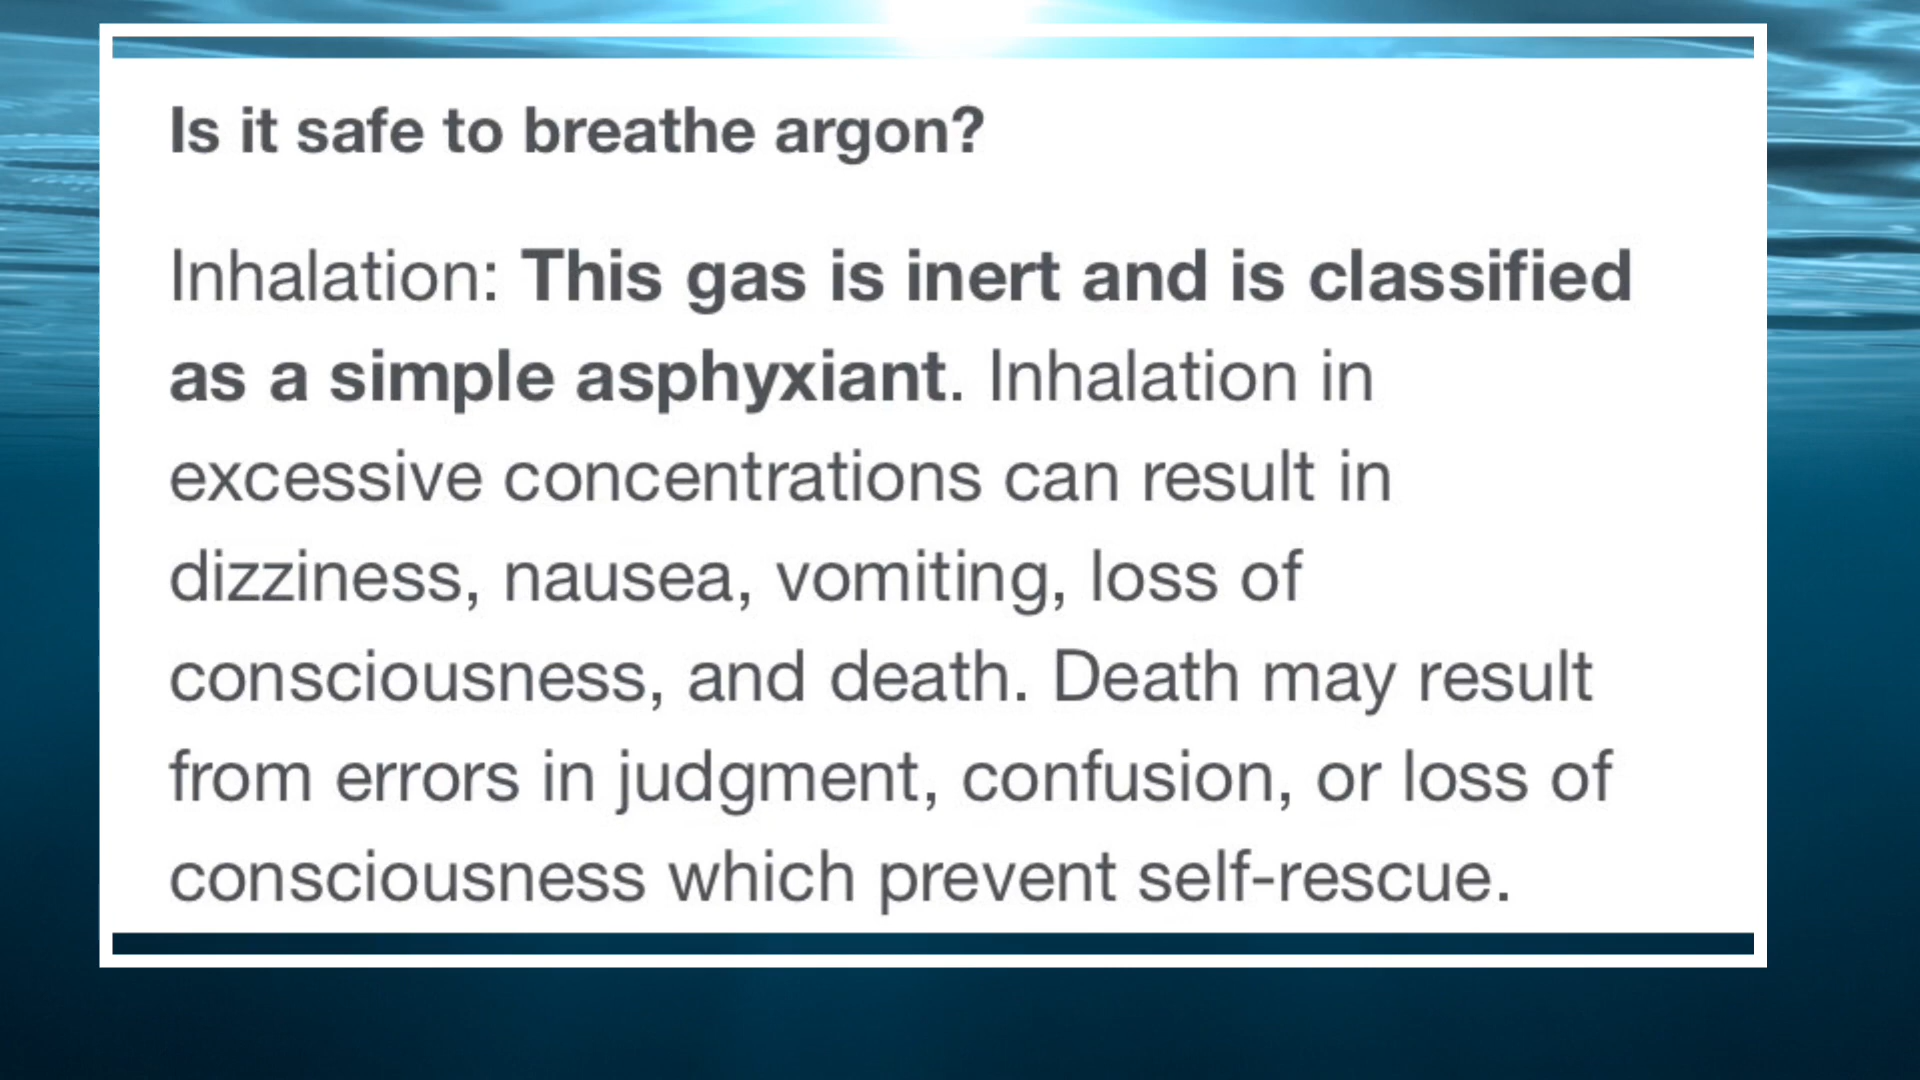 Is it safe to breathe argon?
Inhalation: This gas is inert and is classified
as a simple asphyxiant. Inhalation in
excessive concentrations can result in
dizziness, nausea, vomiting, loss of
consciousness, and death. Death may result
from errors in judgment, confusion, or loss of
consciousness which prevent self-rescue.